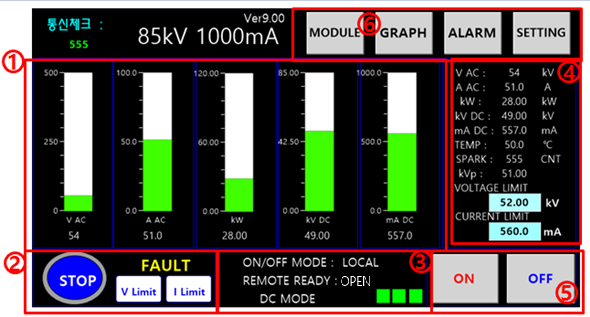 통신체크 :
555
85kV 1000mA
Ver9.00
⑥
MODULE GRAPH ALARM SETTING
①
500 250 0
V AC
54
100.0 50.0 0.0
A AC
51.0
120.00 60.00 0.00
kW
28.00
85.00 42.50 0.00
kV DC
49.00
1000.0 500.0 0.0
mA DC
557.0
④
V AC : 54 kV
A AC : 51.0 A
kW : 28.00 kW
kV DC : 49.00 kV
mA DC : 557.0 mA
TEMP : 50.0 ℃
SPARK : 555 CNT
kVp : 51.00
VOLTAGE LIMIT
52.00 kV
CURRENT LIMIT
560.0 mA
②
STOP
FAULT
V Limit I Limit
③
ON/OFF MODE : LOCAL
REMOTE READY : OPEN
DC MODE
ON OFF
⑤